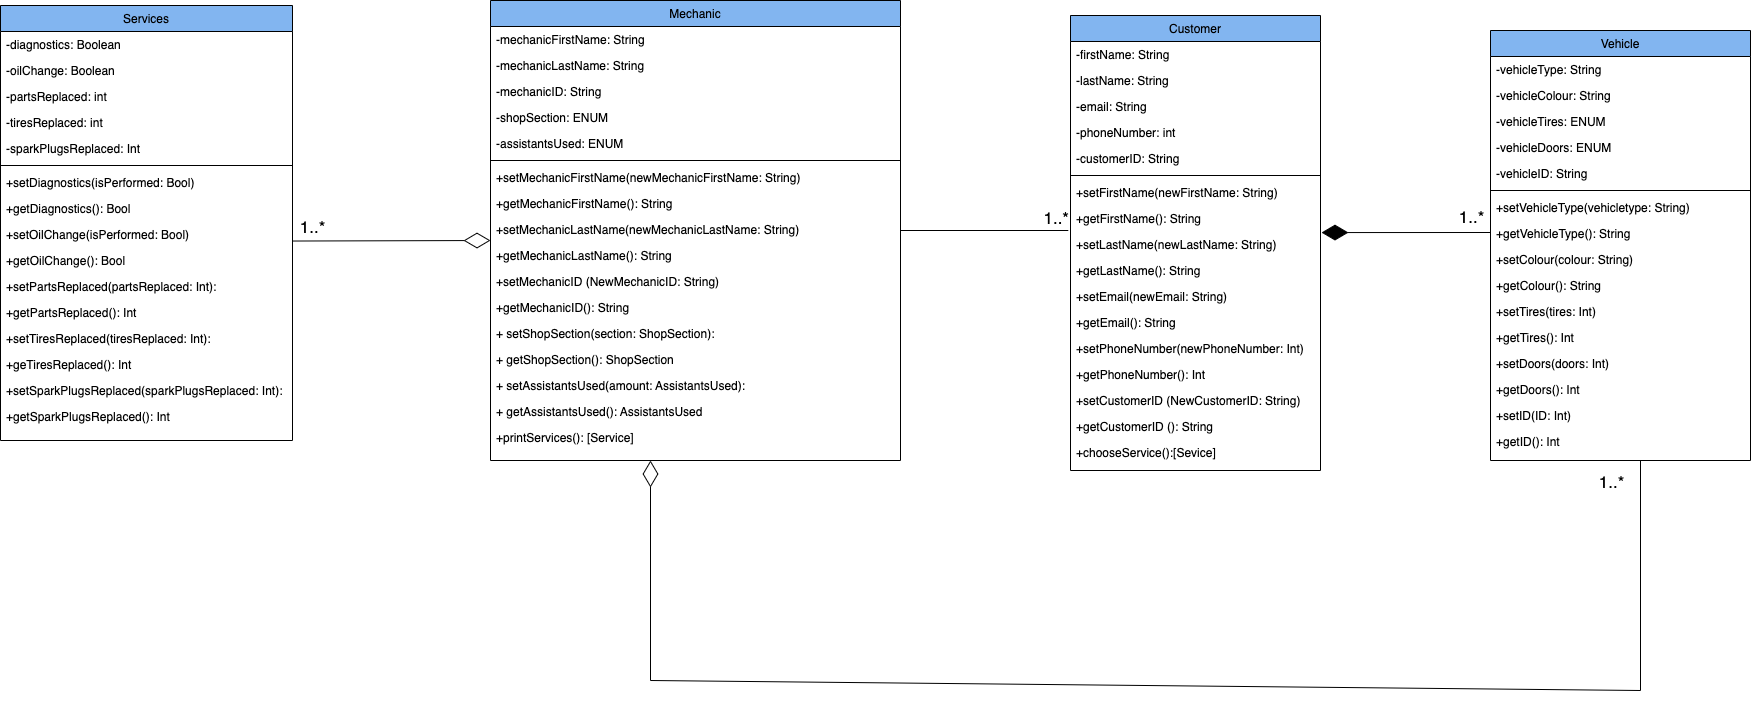 Services
-diagnostics: Boolean
-oilChange: Boolean
-partsReplaced: int
-tiresReplaced: int
-sparkPlugsReplaced: Int
+setDiagnostics(isPerformed: Bool)
+getDiagnostics(): Bool
+setOilChange(isPerformed: Bool)
+getOilChange(): Bool
+setPartsReplaced(partsReplaced: Int):
+getPartsReplaced(): Int
+setTiresReplaced(tiresReplaced: Int):
+geTiresReplaced(): Int
+setSparkPlugsReplaced(sparkPlugsReplaced: Int):
+getSparkPlugsReplaced(): Int
1..*
Mechanic
-mechanicFirstName: String
-mechanicLastName: String
-mechanicID: String
-shopSection: ENUM
-assistantsUsed: ENUM
+setMechanicFirstName(newMechanicFirstName: String)
+getMechanicFirstName(): String
+setMechanicLastName(newMechanicLastName: String)
+getMechanicLastName(): String
+setMechanicID (NewMechanicID: String)
+getMechanicID(): String
+ setShopSection(section: ShopSection):
+ getShopSection(): ShopSection
+ setAssistantsUsed(amount: AssistantsUsed):
+ getAssistantsUsed(): AssistantsUsed
+printServices(): [Service]
1..*
Customer
-firstName: String
-lastName: String
-email: String
-phoneNumber: int
-customerID: String
+setFirstName(newFirstName: String)
+getFirstName(): String
+setLastName(newLastName: String)
+getLastName(): String
+setEmail(newEmail: String)
+getEmail(): String
+setPhoneNumber(newPhoneNumber: Int)
+getPhoneNumber(): Int
+setCustomerID (NewCustomerID: String)
+getCustomerID (): String
+chooseService():[Sevice]
1..*
Vehicle
-vehicleType: String
-vehicleColour: String
-vehicleTires: ENUM
-vehicleDoors: ENUM
-vehicleID: String
+setVehicleType(vehicletype: String)
+getVehicleType(): String
+setColour(colour: String)
+getColour(): String
+setTires(tires: Int)
+getTires(): Int
+setDoors(doors: Int)
+getDoors(): Int
+setID(ID: Int)
+getID(): Int
1..*